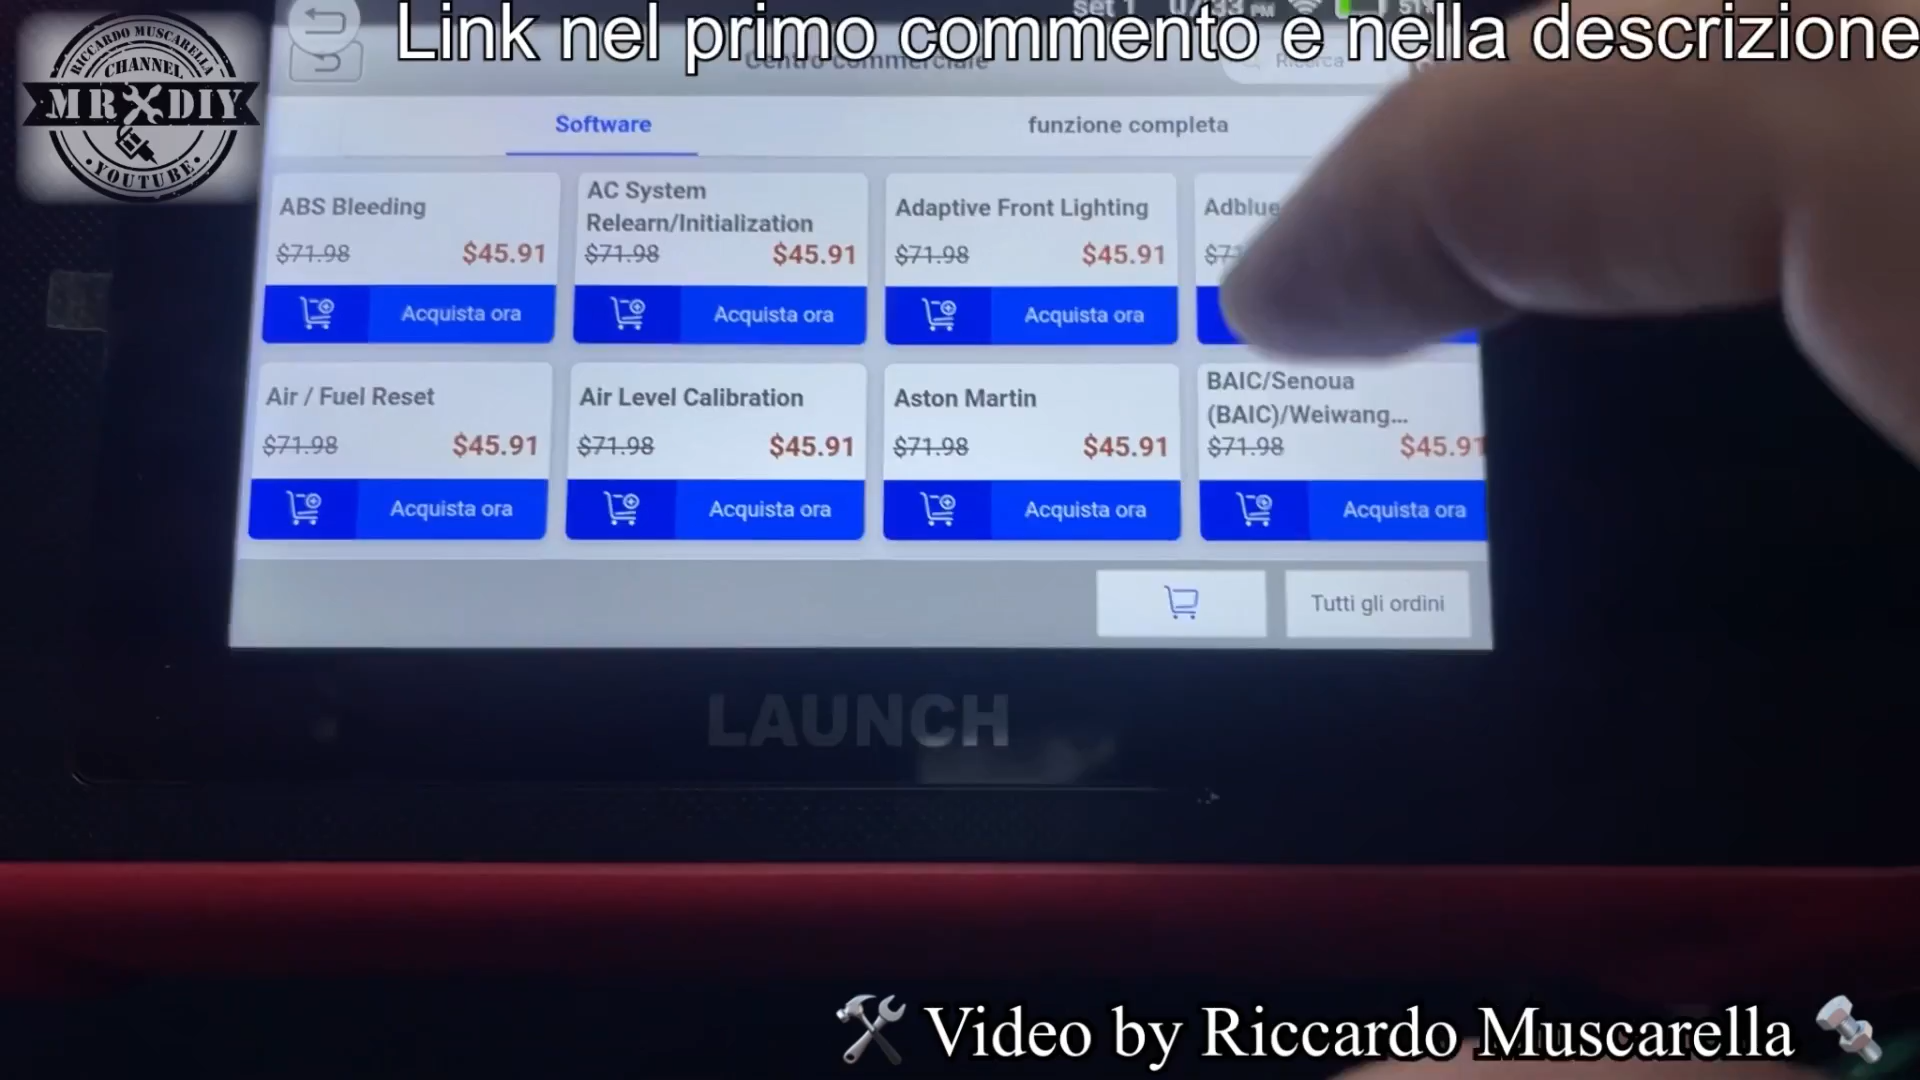 Link nel primo commento e nella descrizione
RICCARDO MUSCARELLA
CHANNEL
MR DIY
YOUTUBE
set 1 07:33 PM 51%
Centro commerciale
Ricerca
Software funzione completa
ABS Bleeding
$71.98 $45.91
Acquista ora
AC System
Relearn/Initialization
$71.98 $45.91
Acquista ora
Adaptive Front Lighting
$71.98 $45.91
Acquista ora
Adblue
Air / Fuel Reset
$71.98 $45.91
Acquista ora
Air Level Calibration
$71.98 $45.91
Acquista ora
Aston Martin
$71.98 $45.91
Acquista ora
BAIC/Senoua
(BAIC)/Weiwang...
$71.98 $45.91
Acquista ora
Tutti gli ordini
LAUNCH
Video by Riccardo Muscarella